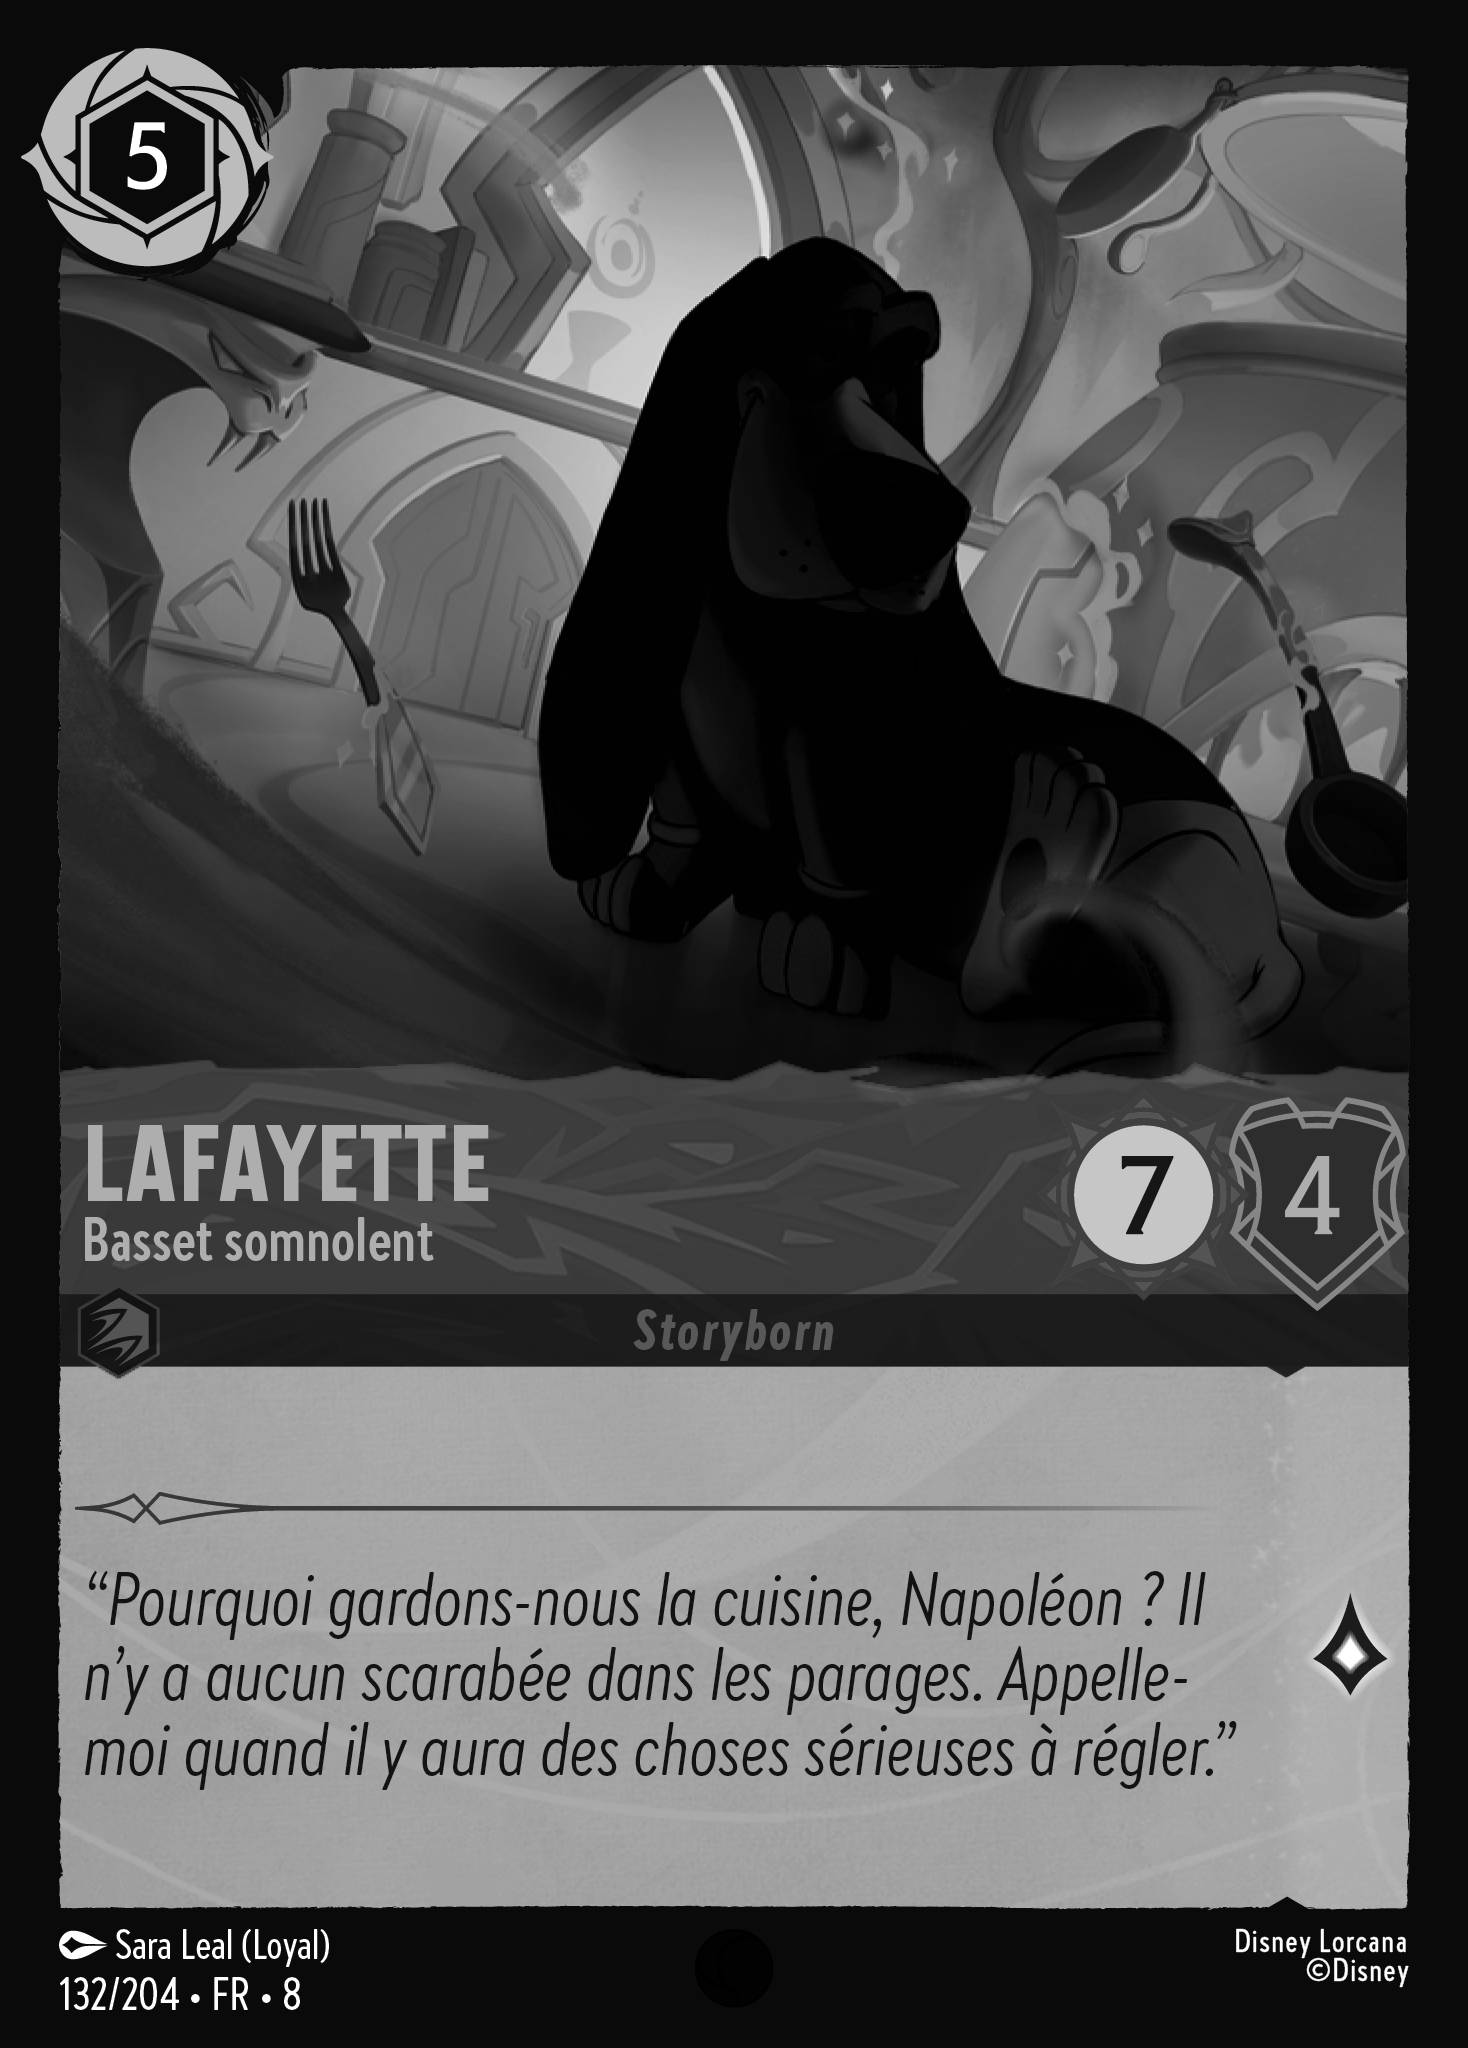 5
LAFAYETTE
Basset somnolent
7
4
Storyborn
“Pourquoi gardons-nous la cuisine, Napoléon ? Il
n’y a aucun scarabée dans les parages. Appelle-
moi quand il y aura des choses sérieuses à régler.”
Sara Leal (Loyal)
132/204 • FR • 8
Disney Lorcana
©Disney